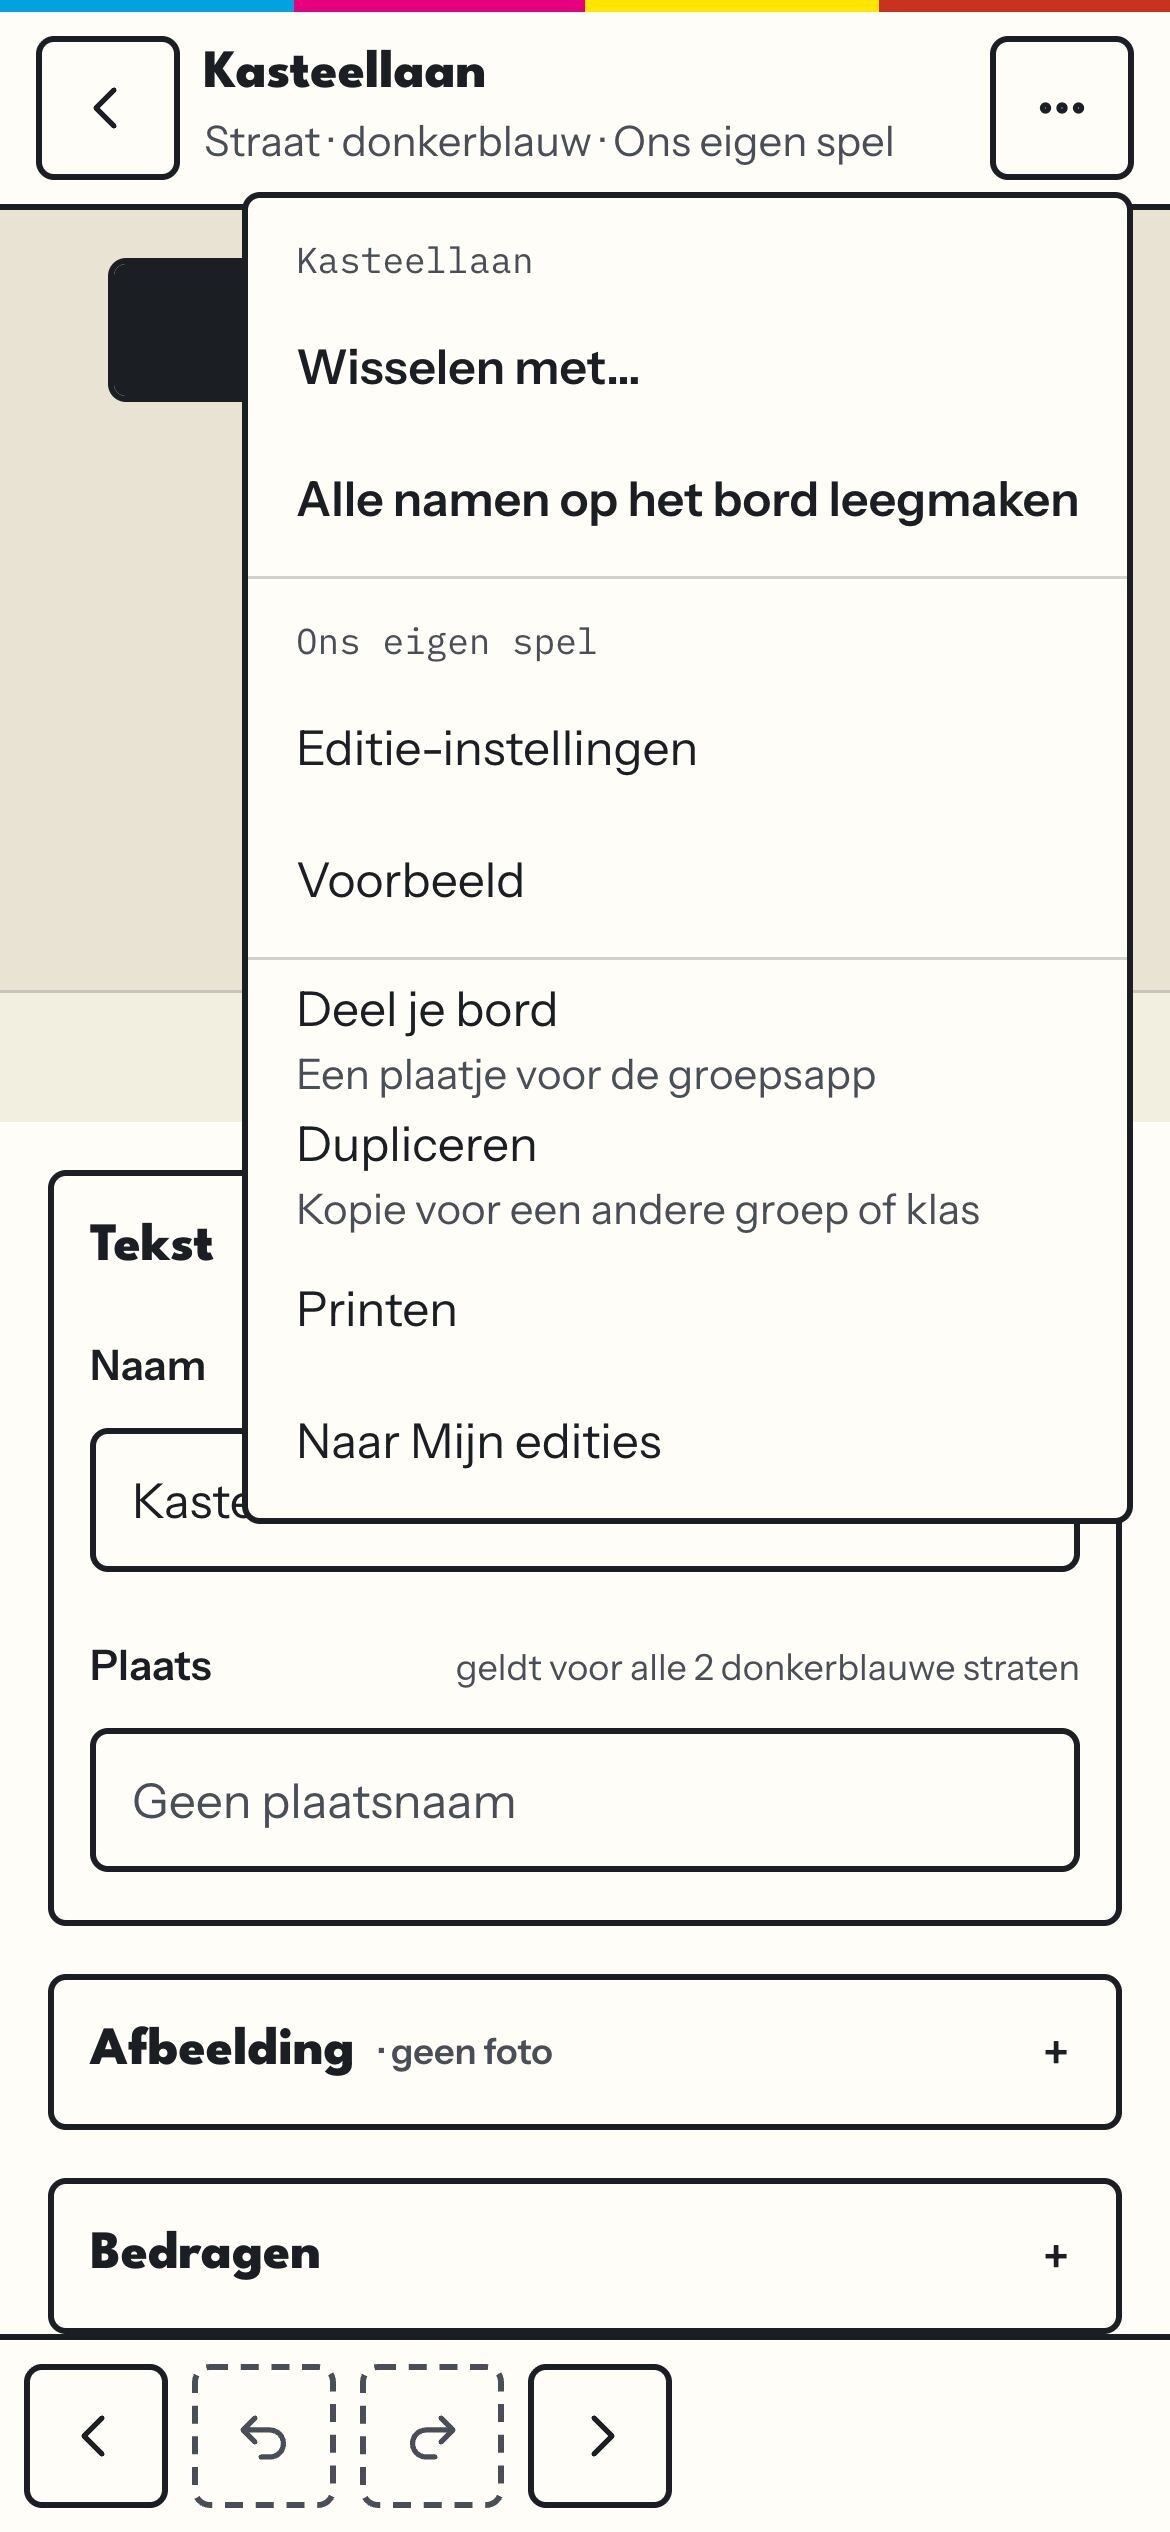 Kasteellaan
Straat · donkerblauw · Ons eigen spel
Kasteellaan
Wisselen met...
Alle namen op het bord leegmaken
Ons eigen spel
Editie-instellingen
Voorbeeld
Deel je bord
Een plaatje voor de groepsapp
Dupliceren
Kopie voor een andere groep of klas
Printen
Naar Mijn edities
Tekst
Naam
Kaste
Plaats geldt voor alle 2 donkerblauwe straten
Geen plaatsnaam
Afbeelding · geen foto +
Bedragen +